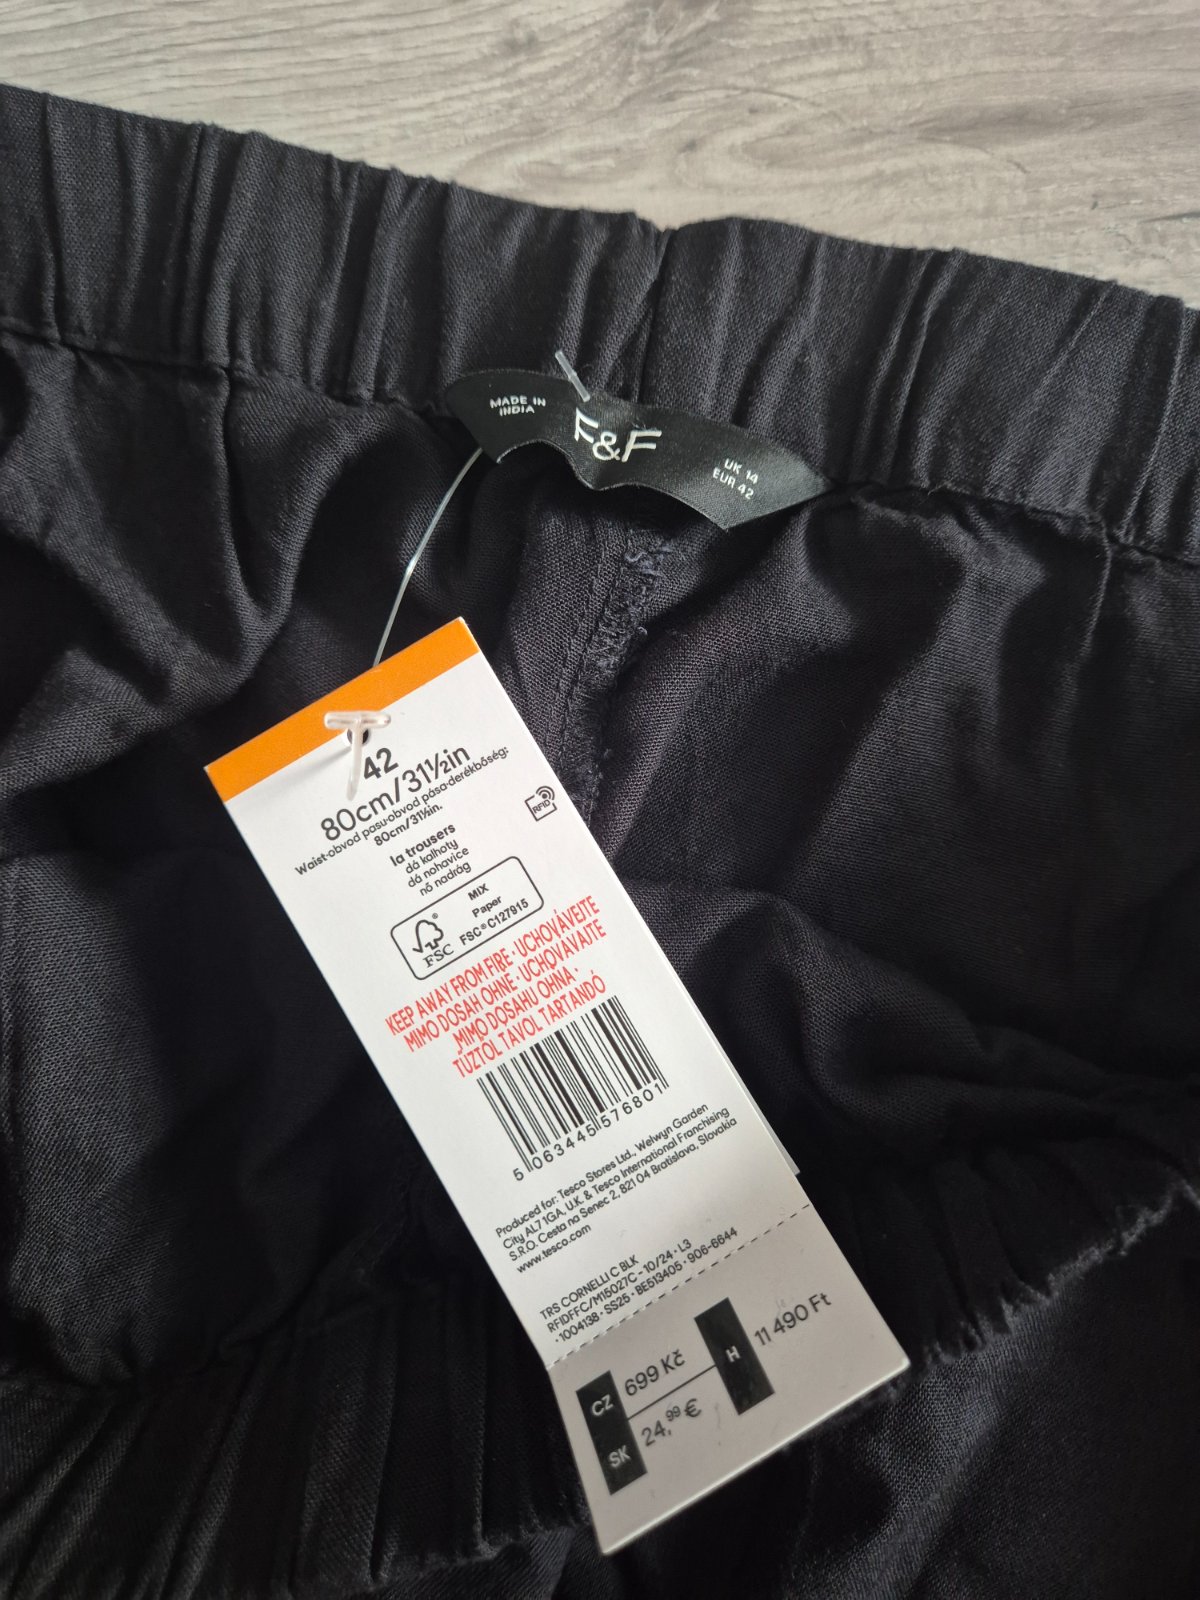 MADE IN
INDIA
F&F
UK 14
EUR 42
42
80cm/31½in
Waist·obvod pasu·obvod pása·derékbőség:
80cm/31½in.
RFID
la trousers
dá kalhoty
dá nohavice
nő nadrág
FSC®
MIX
Paper
FSC® C127915
KEEP AWAY FROM FIRE · UCHOVÁVEJTE
MIMO DOSAH OHNĚ · UCHOVÁVAJTE
MIMO DOSAHU OHŇA ·
TŰZTŐL TÁVOL TARTANDÓ
5 063445 576801
Produced for: Tesco Stores Ltd., Welwyn Garden
City AL7 1GA, U.K. & Tesco International Franchising
S.R.O. Cesta na Senec 2, 821 04 Bratislava, Slovakia
www.tesco.com
TRS CORNELLI C BLK
RFIDFFC/M15027C - 10/24 · L3
· 1004138 · SS25 · BE513405 · 906-6644
CZ 699 Kč
H 11 490 Ft
SK 24,99 €